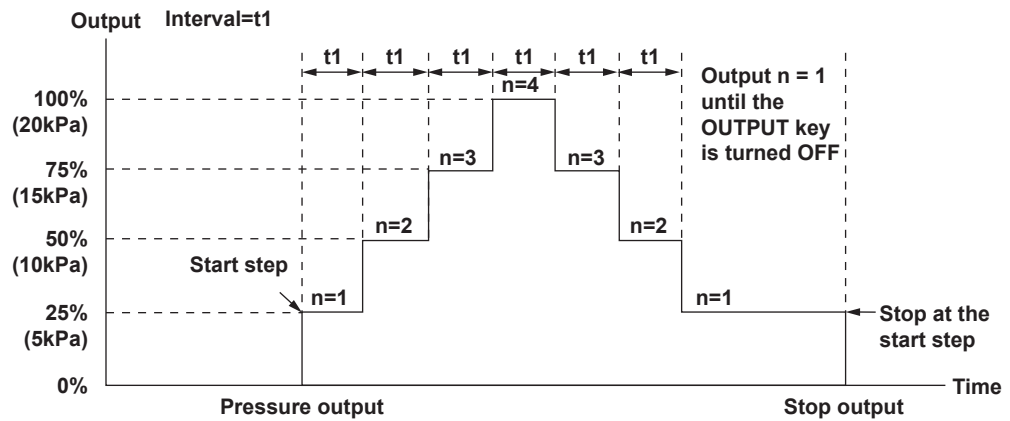 Output Interval=t1
t1 t1 t1 t1 t1 t1
Output n = 1
until the
OUTPUT key
is turned OFF
n=4
100%
(20kPa)
n=3 n=3
75%
(15kPa)
n=2 n=2
50%
(10kPa)
Start step
n=1 n=1
25%
(5kPa)
Stop at the
start step
0%
Time
Pressure output Stop output